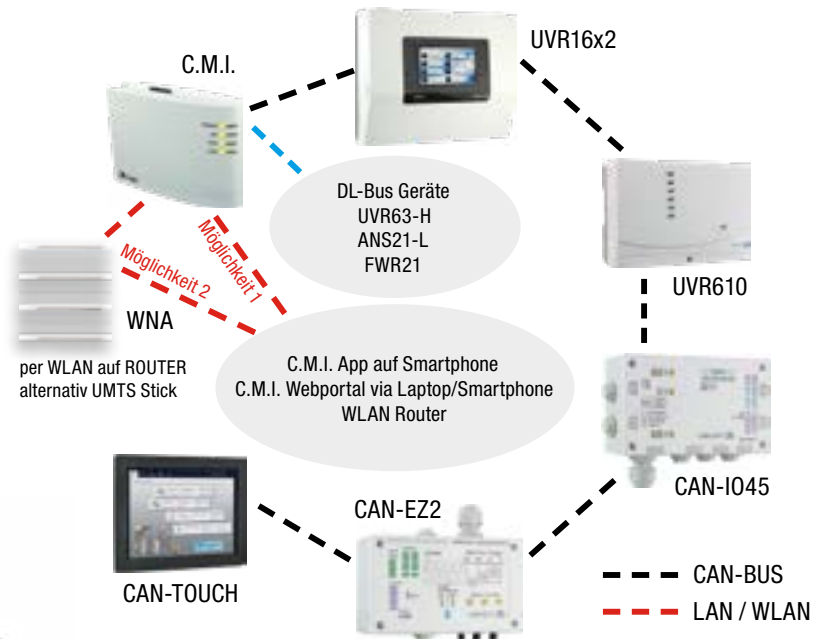 UVR16x2
C.M.I.
DL-Bus Geräte
UVR63-H
ANS21-L
FWR21
Möglichkeit 1
Möglichkeit 2
UVR610
WNA
per WLAN auf ROUTER
alternativ UMTS Stick
C.M.I. App auf Smartphone
C.M.I. Webportal via Laptop/Smartphone
WLAN Router
CAN-IO45
CAN-EZ2
CAN-TOUCH
CAN-BUS
LAN / WLAN